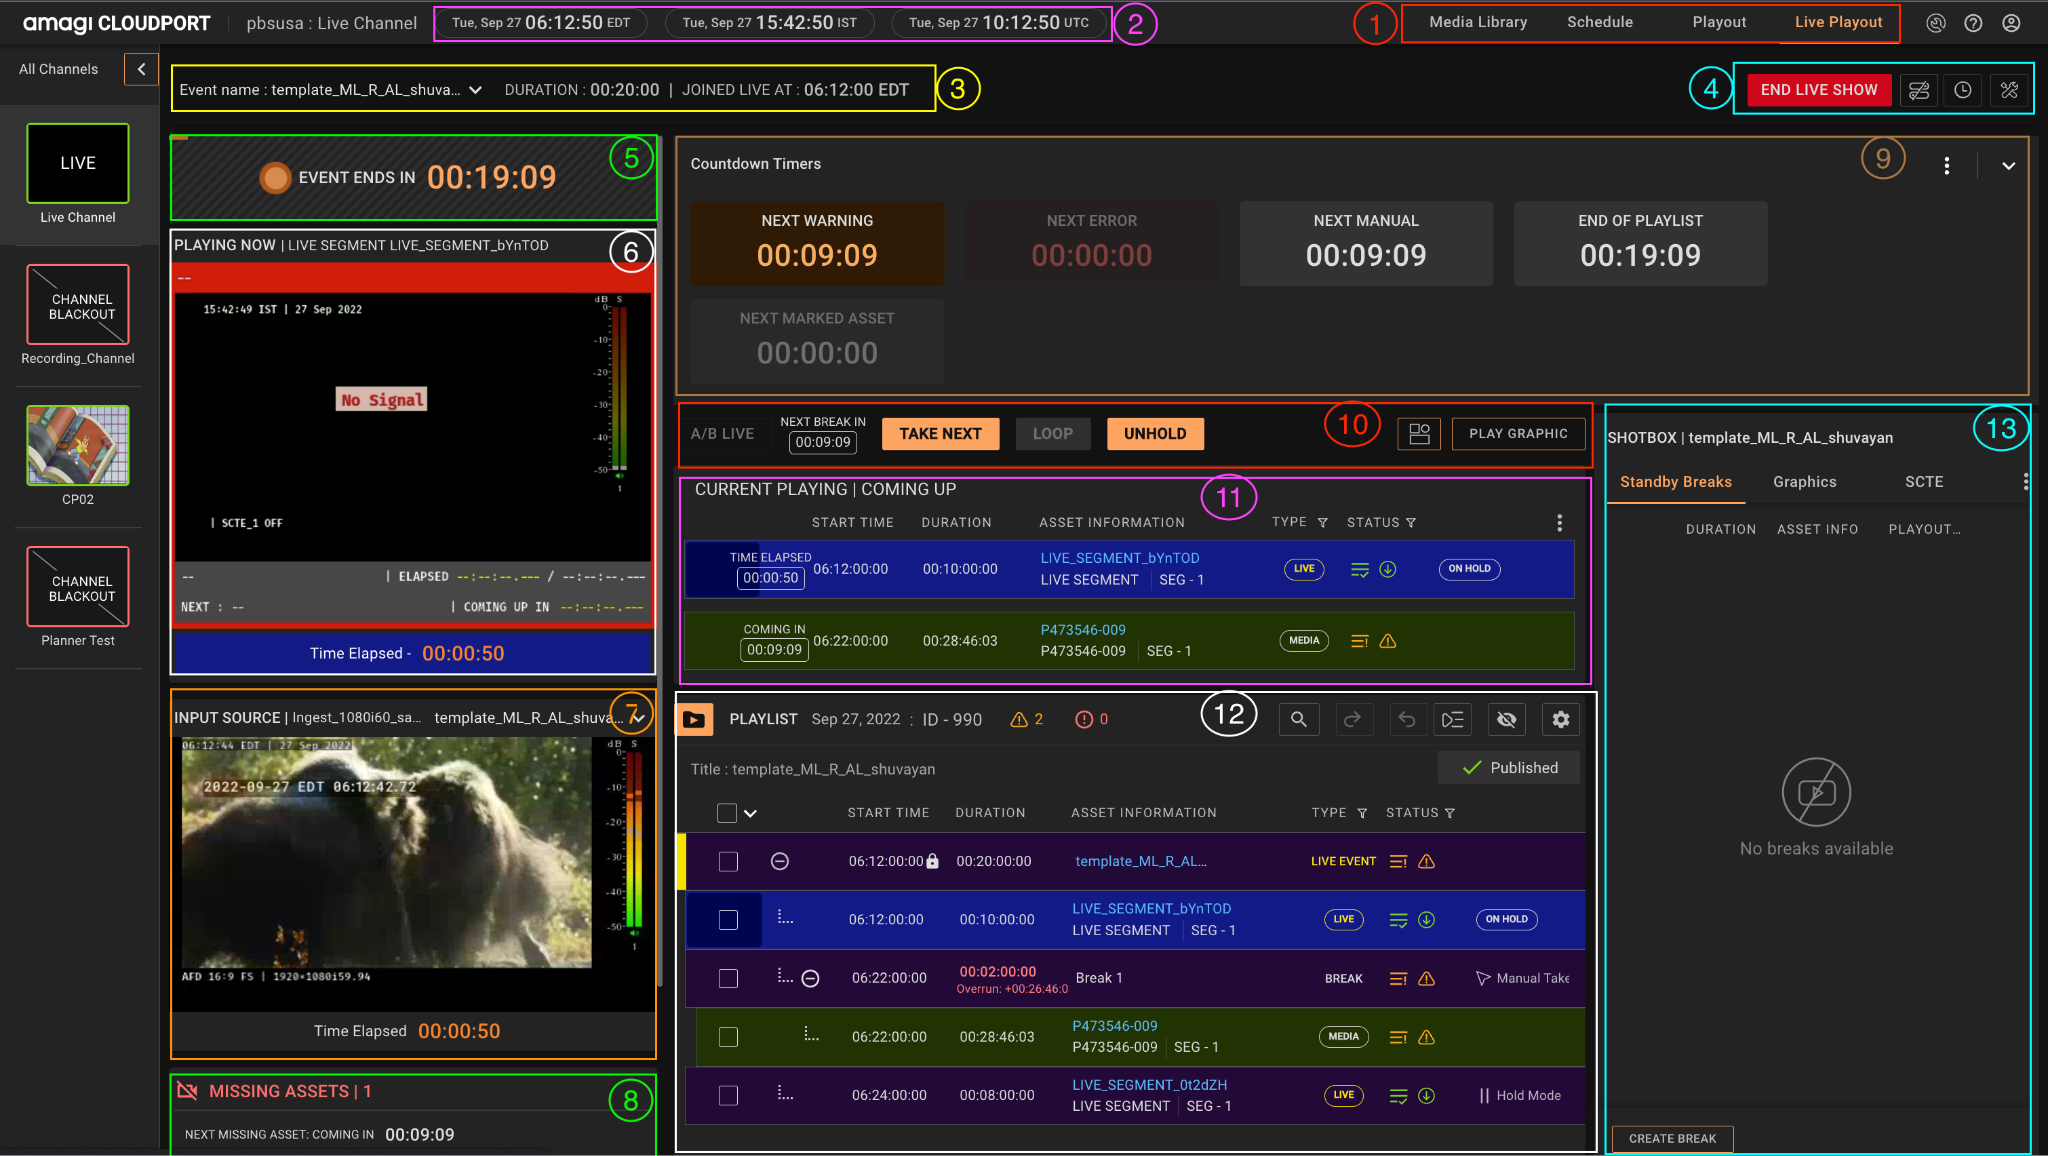 amagi CLOUDPORT
pbsusa : Live Channel
Tue, Sep 27 06:12:50 EDT
Tue, Sep 27 15:42:50 IST
Tue, Sep 27 10:12:50 UTC
2
1
Media Library
Schedule
Playout
Live Playout
All Channels
Event name : template_ML_R_AL_shuva...
DURATION : 00:20:00 | JOINED LIVE AT : 06:12:00 EDT
3
4
END LIVE SHOW
LIVE
Live Channel
CHANNEL
BLACKOUT
Recording_Channel
CP02
CHANNEL
BLACKOUT
Planner Test
EVENT ENDS IN 00:19:09
5
PLAYING NOW | LIVE SEGMENT LIVE_SEGMENT_bYnTOD
6
--
15:42:49 IST | 27 Sep 2022
dB S
0-
-10-
-20-
-30-
-40-
-50-
1
No Signal
| SCTE_1 OFF
-- | ELAPSED --:--:--.--- / --:--:--.---
NEXT : -- | COMING UP IN --:--:--.---
Time Elapsed - 00:00:50
INPUT SOURCE | Ingest_1080i60_sa... template_ML_R_AL_shuva...
7
06:12:44 EDT | 27 Sep 2022
2022-09-27 EDT 06:12:42.72
dB S
0-
-10-
-20-
-30-
-40-
-50-
1
AFD 16:9 FS | 1920×1080i59.94
Time Elapsed 00:00:50
MISSING ASSETS | 1
8
NEXT MISSING ASSET: COMING IN 00:09:09
Countdown Timers
9
NEXT WARNING
00:09:09
NEXT ERROR
00:00:00
NEXT MANUAL
00:09:09
END OF PLAYLIST
00:19:09
NEXT MARKED ASSET
00:00:00
A/B LIVE
NEXT BREAK IN
00:09:09
TAKE NEXT
LOOP
UNHOLD
10
PLAY GRAPHIC
CURRENT PLAYING | COMING UP
11
START TIME DURATION ASSET INFORMATION TYPE STATUS
TIME ELAPSED
00:00:50
06:12:00:00 00:10:00:00
LIVE_SEGMENT_bYnTOD
LIVE SEGMENT SEG - 1
LIVE
ON HOLD
COMING IN
00:09:09
06:22:00:00 00:28:46:03
P473546-009
P473546-009 SEG - 1
MEDIA
PLAYLIST Sep 27, 2022 : ID - 990 2 0
12
Title : template_ML_R_AL_shuvayan
Published
START TIME DURATION ASSET INFORMATION TYPE STATUS
06:12:00:00 00:20:00:00 template_ML_R_AL... LIVE EVENT
06:12:00:00 00:10:00:00
LIVE_SEGMENT_bYnTOD
LIVE SEGMENT SEG - 1
LIVE
ON HOLD
06:22:00:00
00:02:00:00
Overrun: +00:26:46:0
Break 1
BREAK
Manual Take
06:22:00:00 00:28:46:03
P473546-009
P473546-009 SEG - 1
MEDIA
06:24:00:00 00:08:00:00
LIVE_SEGMENT_0t2dZH
LIVE SEGMENT SEG - 1
LIVE
Hold Mode
13
SHOTBOX | template_ML_R_AL_shuvayan
Standby Breaks
Graphics
SCTE
DURATION ASSET INFO PLAYOUT...
No breaks available
CREATE BREAK